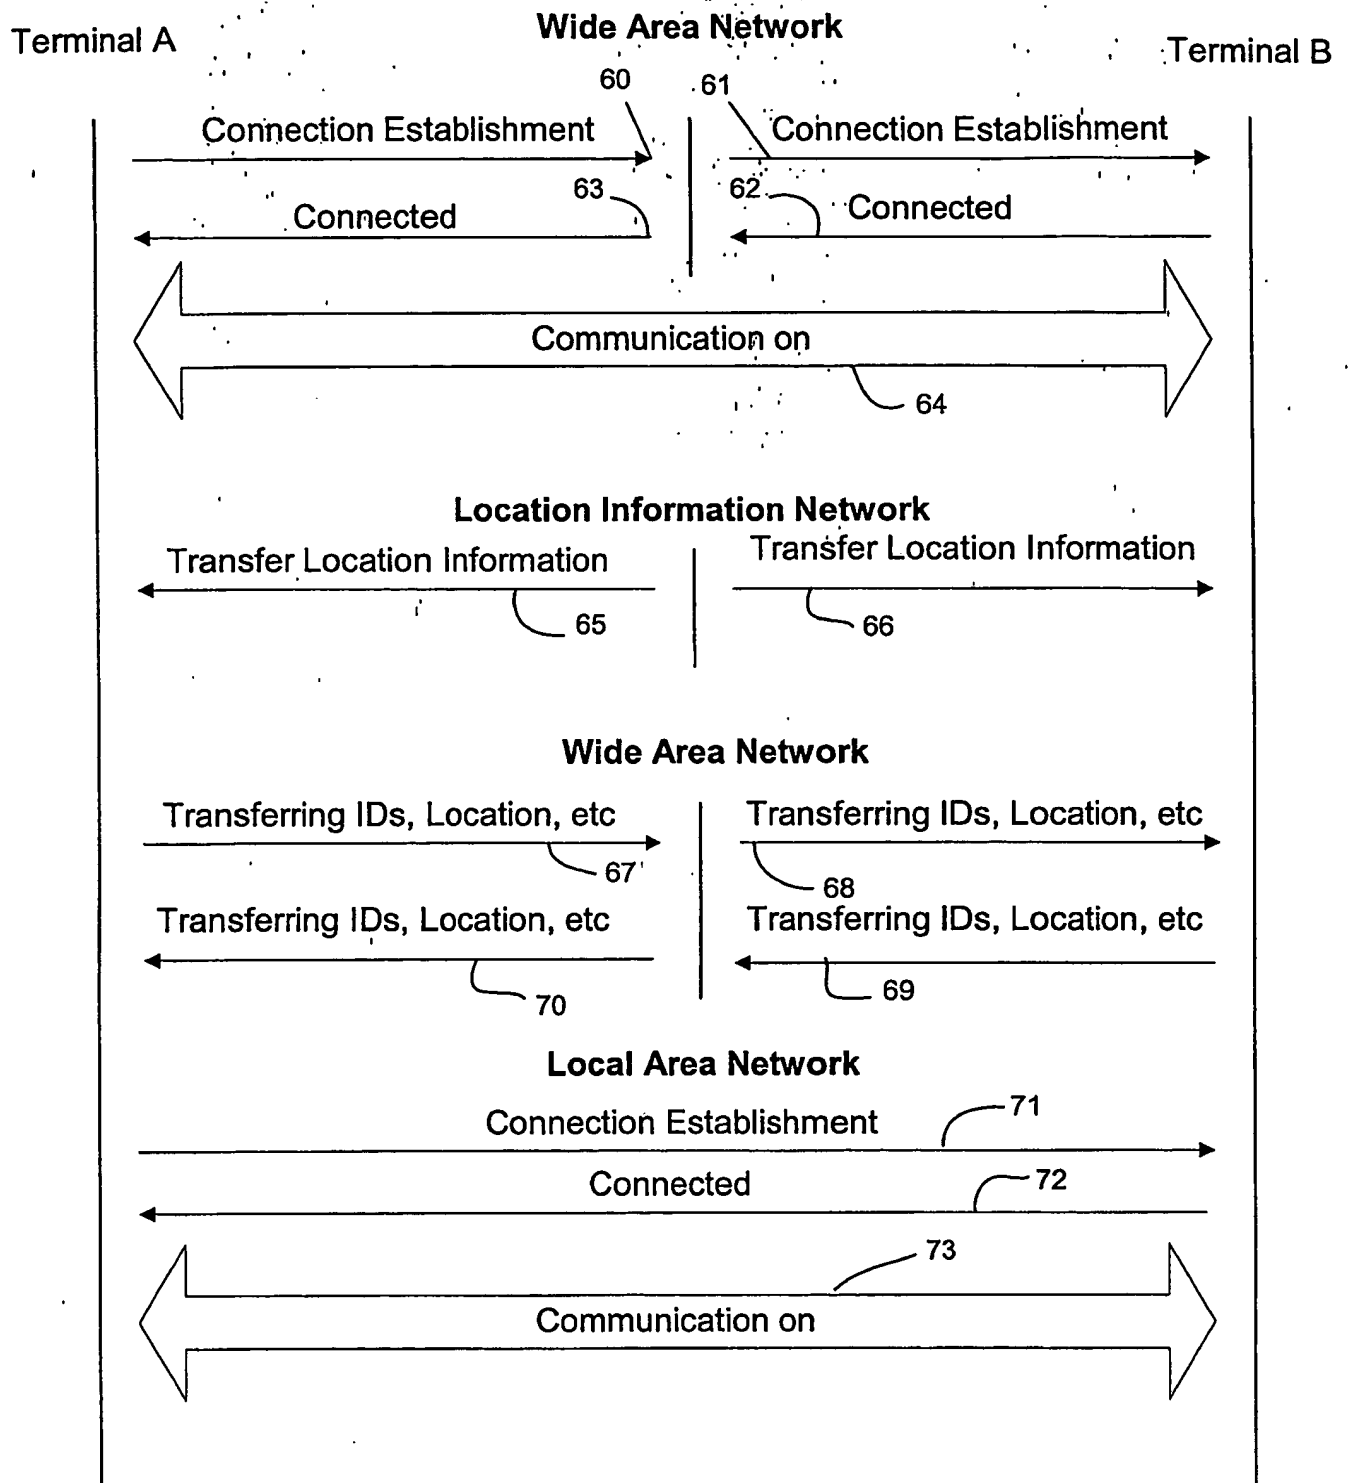 Wide Area Network
Terminal A
Terminal B
60
61
Connection Establishment
Connection Establishment
63
62
Connected
Connected
Communication on
64
Location Information Network
Transfer Location Information
Transfer Location Information
65
66
Wide Area Network
Transferring IDs, Location, etc
Transferring IDs, Location, etc
67
68
Transferring IDs, Location, etc
Transferring IDs, Location, etc
70
69
Local Area Network
71
Connection Establishment
Connected
72
73
Communication on